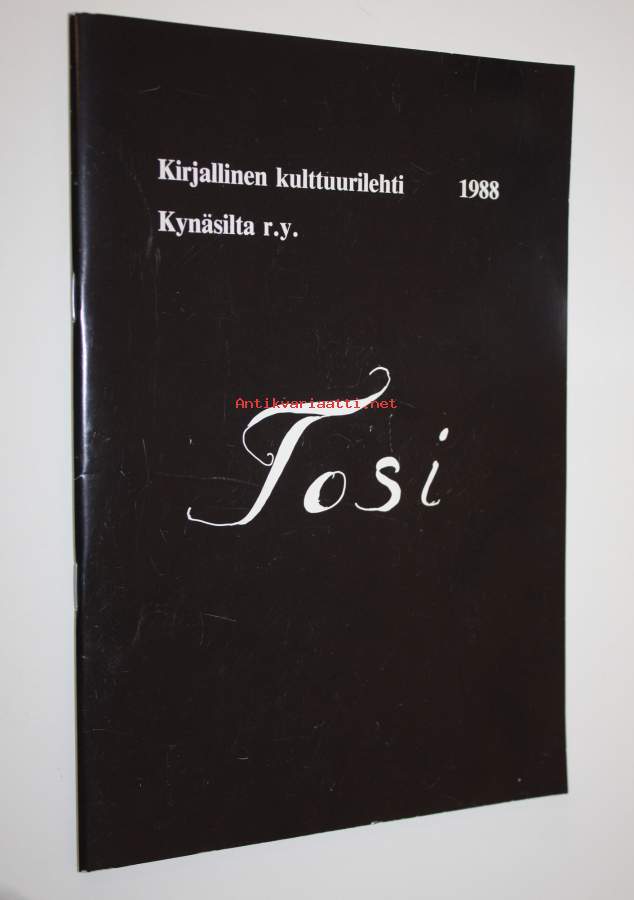 Kirjallinen kulttuurilehti 1988
Kynäsilta r.y.
Antikvariaatti.net
Tosi